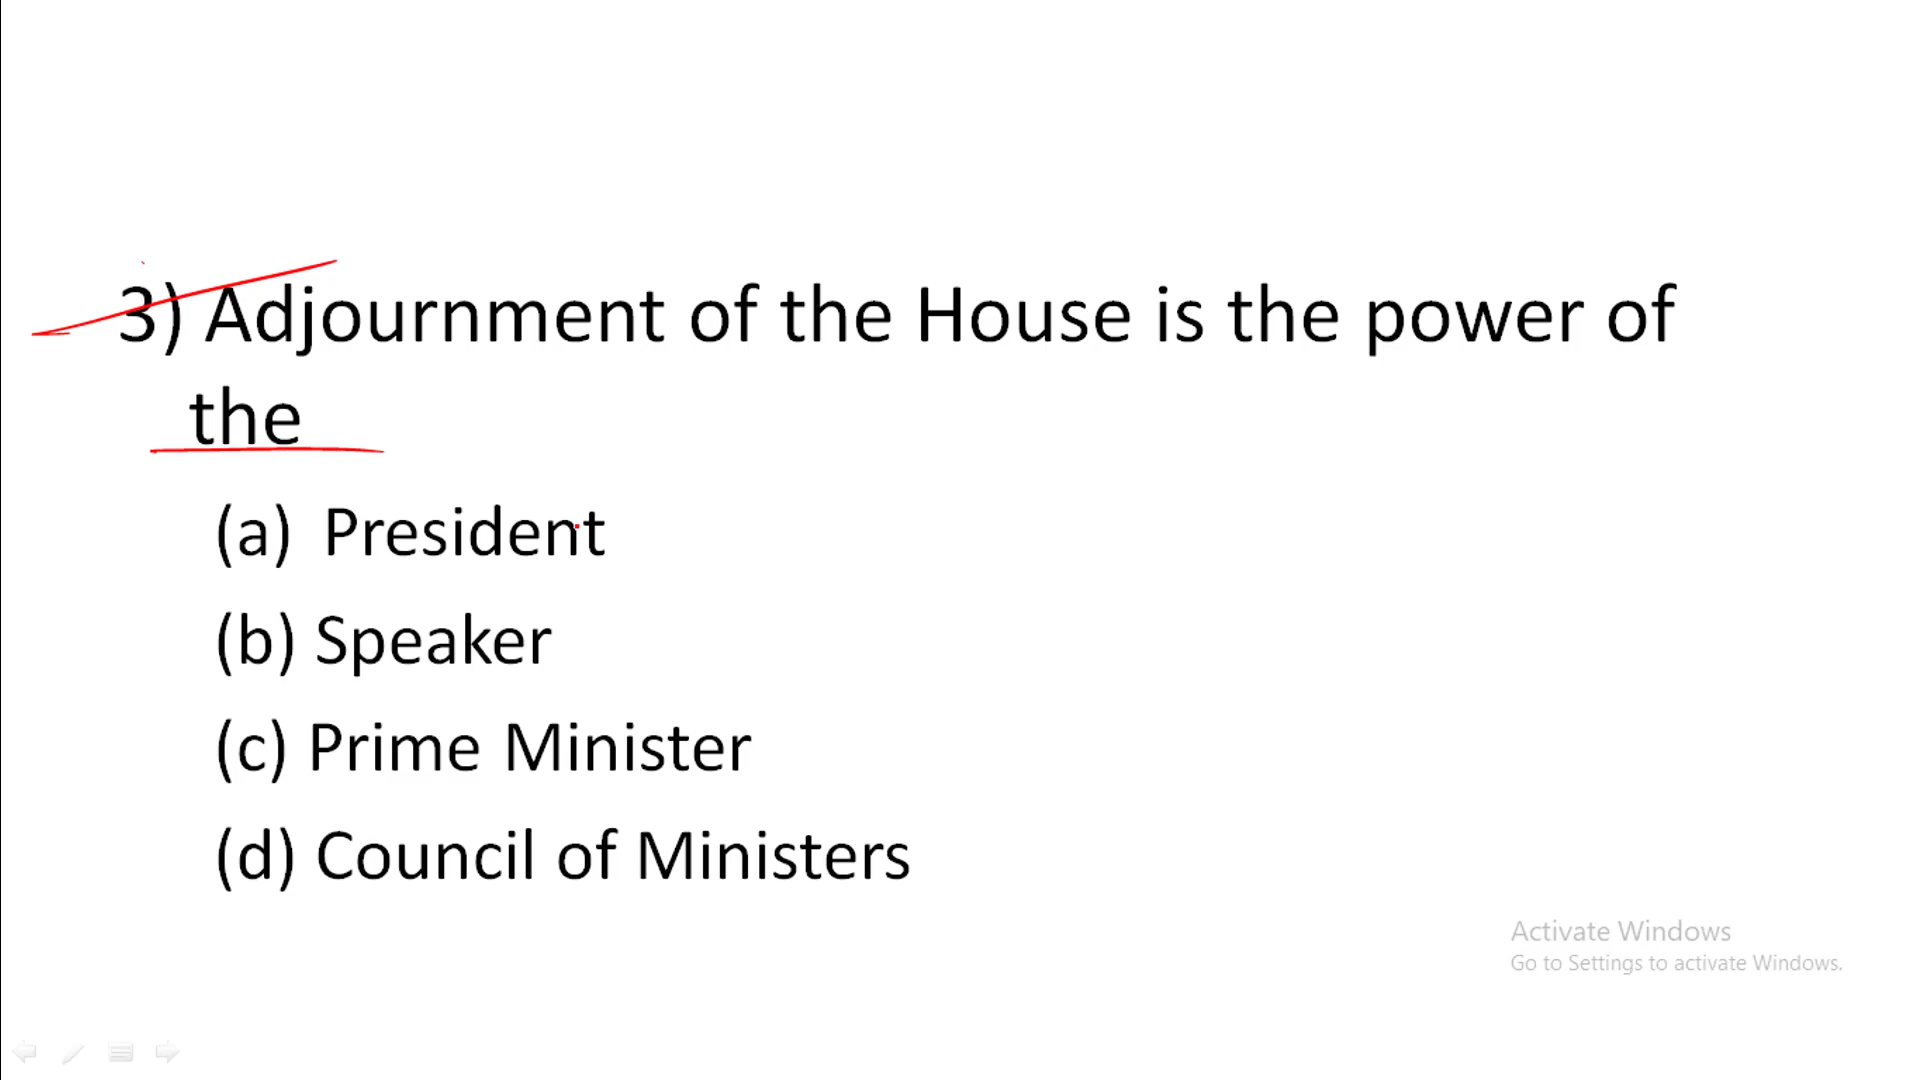 3) Adjournment of the House is the power of
the
(a) President
(b) Speaker
(c) Prime Minister
(d) Council of Ministers
Activate Windows
Go to Settings to activate Windows.